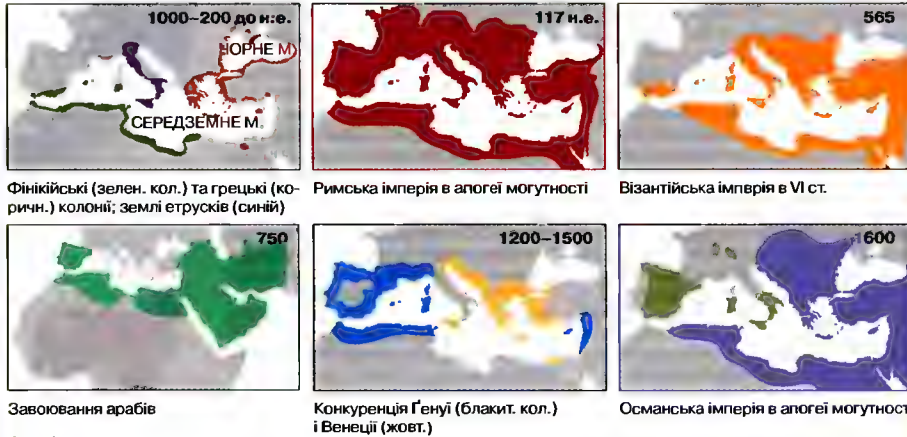 1000–200 до н.е.
ЧОРНЕ М.
СЕРЕДЗЕМНЕ М.
Фінікійські (зелен. кол.) та грецькі (ко-
ричн.) колонії; землі етрусків (синій)
117 н.е.
Римська імперія в апогеї могутності
565
Візантійська імпврія в VI ст.
750
Завоювання арабів
1200–1500
Конкуренція Ґенуї (блакит. кол.)
і Венеції (жовт.)
1600
Османська імперія в апогеї могутност